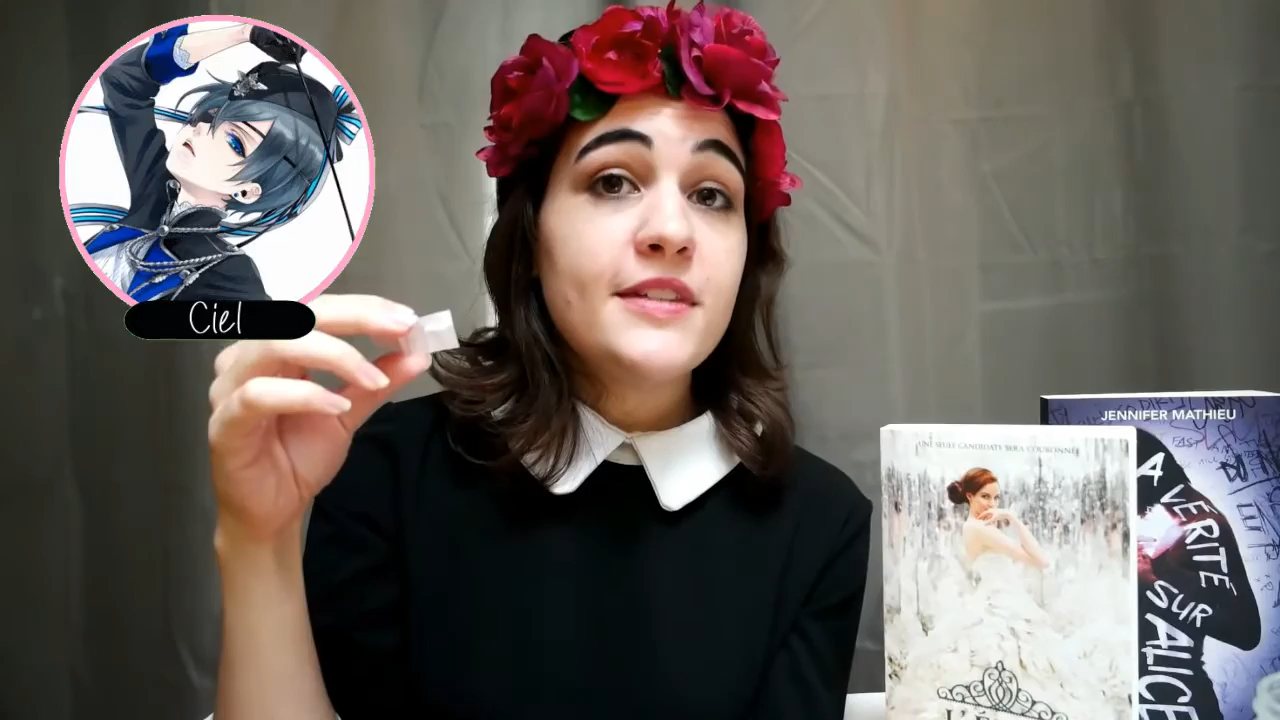 Ciel
UNE SEULE CANDIDATE SERA COURONNÉE
L'É
JENNIFER MATHIEU
A VÉRITÉ
SUR
ALICE